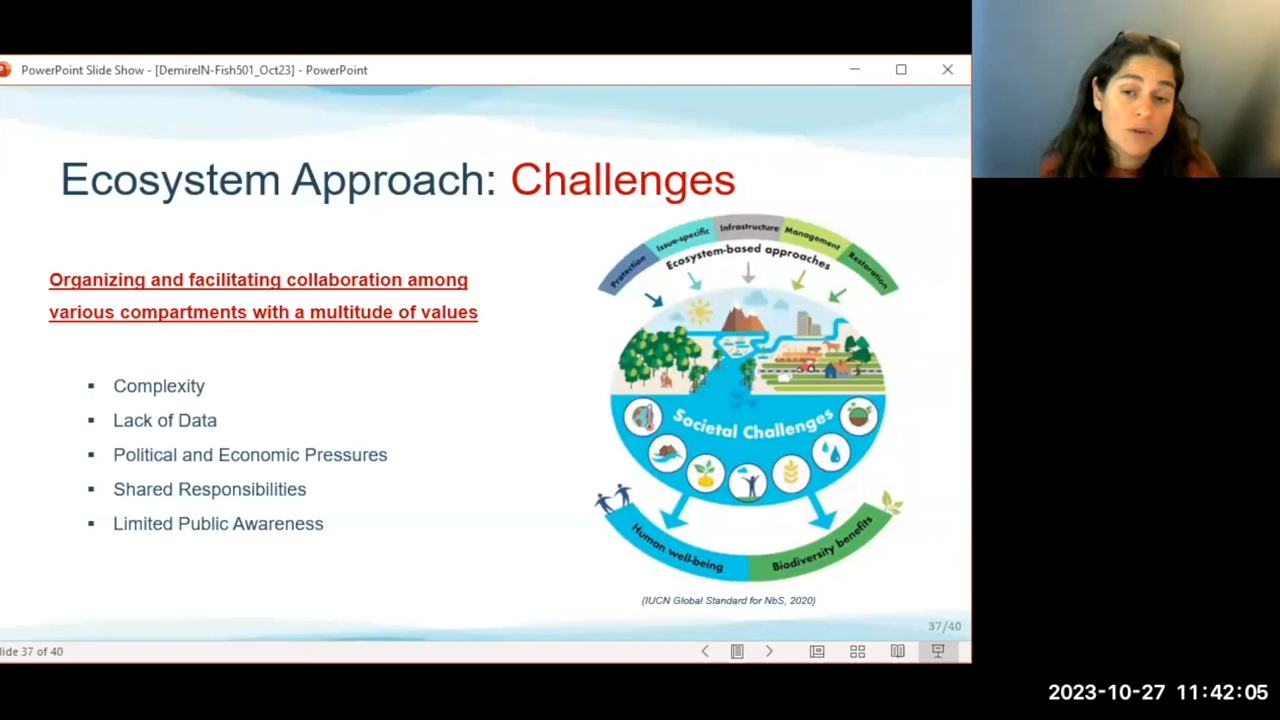 PowerPoint Slide Show - [DemirelN-Fish501_Oct23] - PowerPoint
Ecosystem Approach: Challenges
Organizing and facilitating collaboration among
various compartments with a multitude of values
▪ Complexity
▪ Lack of Data
▪ Political and Economic Pressures
▪ Shared Responsibilities
▪ Limited Public Awareness
Protection
Issue-specific
Infrastructure
Management
Restoration
Ecosystem-based approaches
Societal Challenges
Human well-being
Biodiversity benefits
(IUCN Global Standard for NbS, 2020)
37/40
lide 37 of 40
2023-10-27 11:42:05